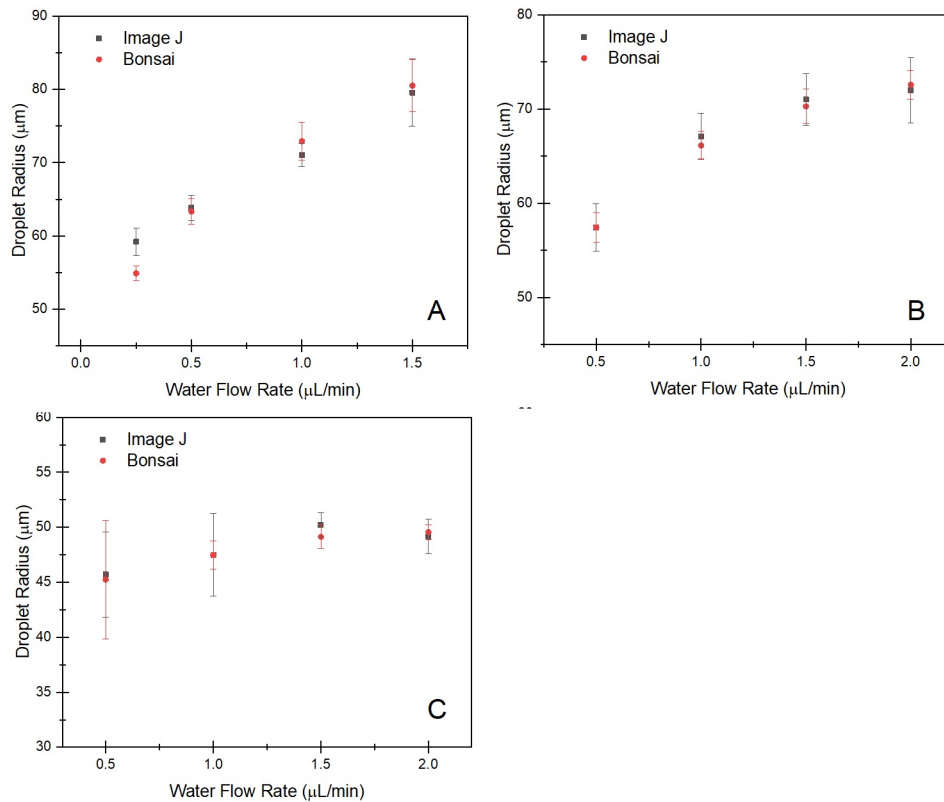 90
80
70
60
50
Droplet Radius (μm)
Image J
Bonsai
A
0.0 0.5 1.0 1.5
Water Flow Rate (μL/min)
80
70
60
50
Droplet Radius (μm)
Image J
Bonsai
B
0.5 1.0 1.5 2.0
Water Flow Rate (μL/min)
60
55
50
45
40
35
30
Droplet Radius (μm)
Image J
Bonsai
C
0.5 1.0 1.5 2.0
Water Flow Rate (μL/min)